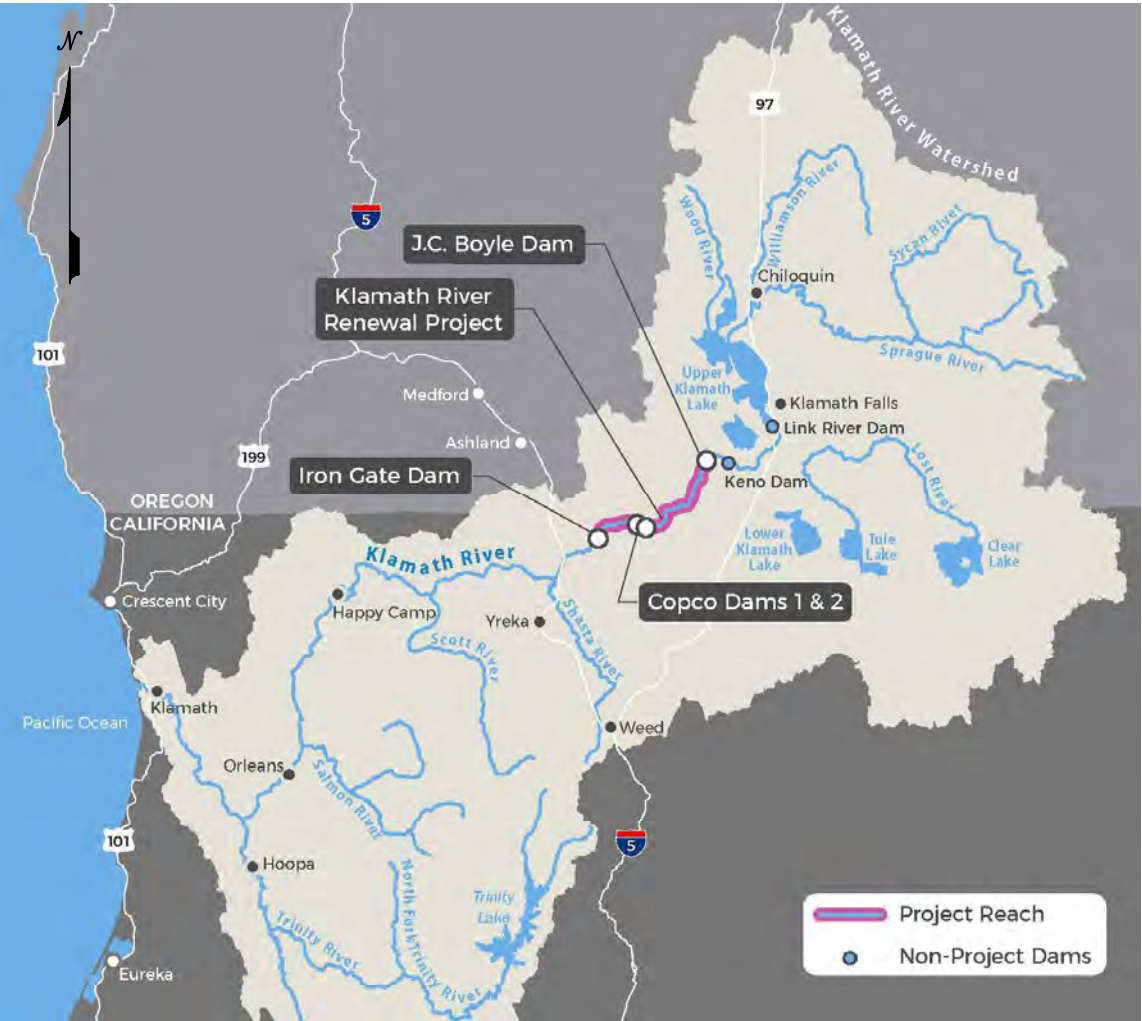 N
Klamath River Watershed
97
5
Wood River
Williamson River
Sycan River
J.C. Boyle Dam
Chiloquin
Klamath River
Renewal Project
101
Sprague River
Upper
Klamath
Lake
Medford
Klamath Falls
Link River Dam
Ashland
199
Iron Gate Dam
Keno Dam
Lost River
OREGON
CALIFORNIA
Klamath River
Lower
Klamath
Lake
Tule
Lake
Clear
Lake
Crescent City
Happy Camp
Yreka
Shasta River
Copco Dams 1 & 2
Scott River
Klamath
Pacific Ocean
Weed
Orleans
Salmon River
101
5
Hoopa
North Fork Trinity River
Trinity
Lake
Trinity River
Eureka
Project Reach
Non-Project Dams